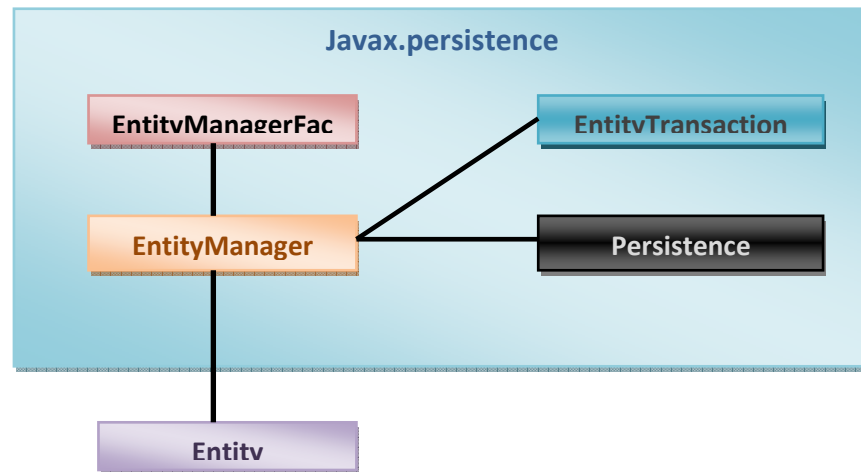 Javax.persistence
EntityManagerFac
EntityTransaction
EntityManager
Persistence
Entity